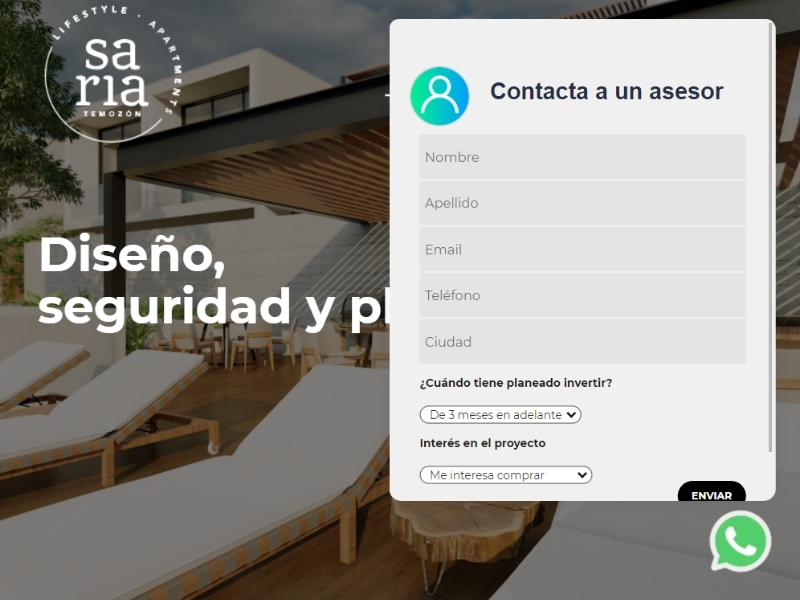 LIFESTYLE · APARTMENTS
sa
ria
TEMOZÓN
Diseño,
seguridad y pl
Contacta a un asesor
Nombre
Apellido
Email
Teléfono
Ciudad
¿Cuándo tiene planeado invertir?
De 3 meses en adelante
Interés en el proyecto
Me interesa comprar
ENVIAR